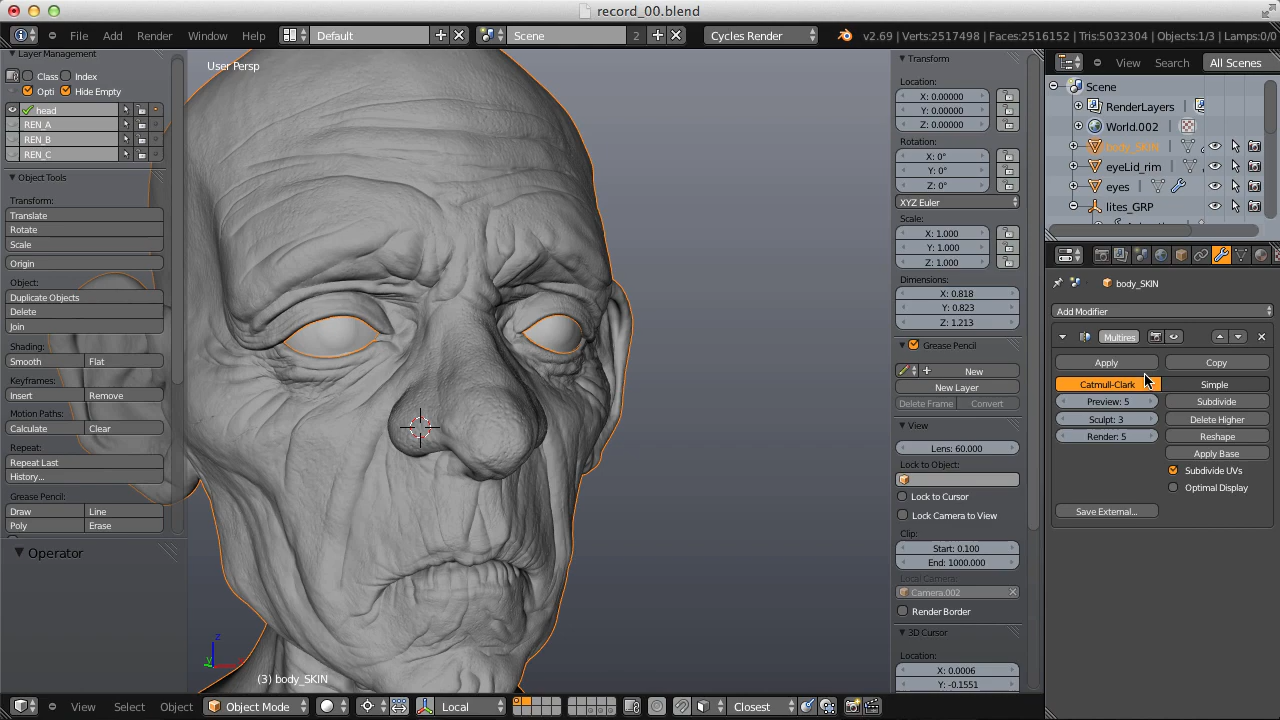 record_00.blend
File Add Render Window Help Default Scene 2 Cycles Render v2.69 | Verts:2517498 | Faces:2516152 | Tris:5032304 | Objects:1/3 | Lamps:0/0
Layer Management
Class Index
Opti Hide Empty
head
REN_A
REN_B
REN_C
Object Tools
Transform:
Translate
Rotate
Scale
Origin
Object:
Duplicate Objects
Delete
Join
Shading:
Smooth Flat
Keyframes:
Insert Remove
Motion Paths:
Calculate Clear
Repeat:
Repeat Last
History...
Grease Pencil:
Draw Line
Poly Erase
Operator
User Persp
(3) body_SKIN
z
y
Transform
Location:
X: 0.00000
Y: 0.00000
Z: 0.00000
Rotation:
X: 0°
Y: 0°
Z: 0°
XYZ Euler
Scale:
X: 1.000
Y: 1.000
Z: 1.000
Dimensions:
X: 0.818
Y: 0.823
Z: 1.213
Grease Pencil
New
New Layer
Delete Frame Convert
View
Lens: 60.000
Lock to Object:
Lock to Cursor
Lock Camera to View
Clip:
Start: 0.100
End: 1000.000
Local Camera:
Camera.002
Render Border
3D Cursor
Location:
X: 0.0006
Y: -0.1551
View Search All Scenes
Scene
RenderLayers
World.002
body_SKIN
eyeLid_rim
eyes
lites_GRP
body_SKIN
Add Modifier
Multires
Apply Copy
Catmull-Clark Simple
Preview: 5 Subdivide
Sculpt: 3 Delete Higher
Render: 5 Reshape
Apply Base
Subdivide UVs
Optimal Display
Save External...
View Select Object Object Mode Local Closest